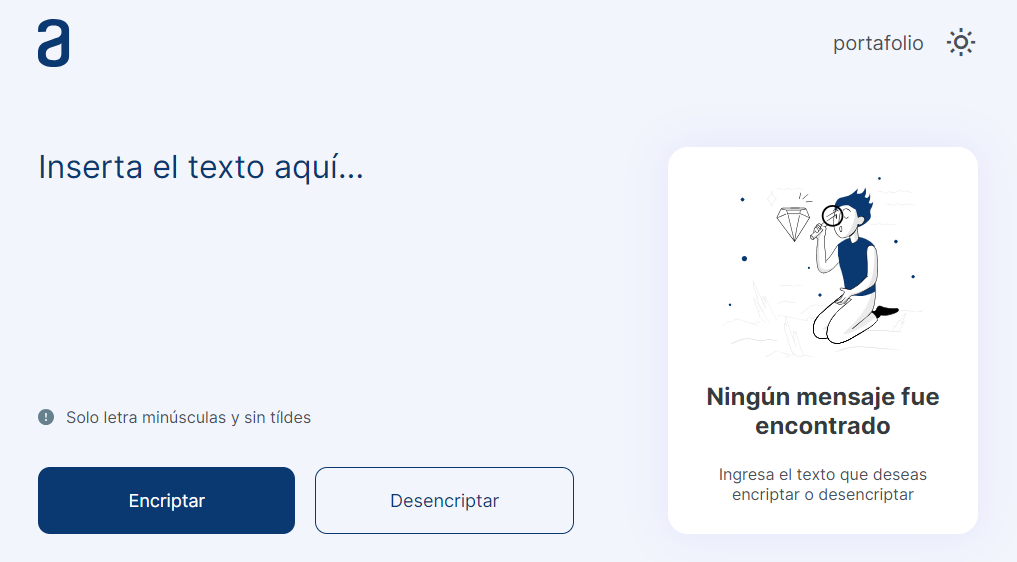 a
portafolio
Inserta el texto aquí...
Solo letra minúsculas y sin tíldes
Encriptar
Desencriptar
Ningún mensaje fue
encontrado
Ingresa el texto que deseas
encriptar o desencriptar